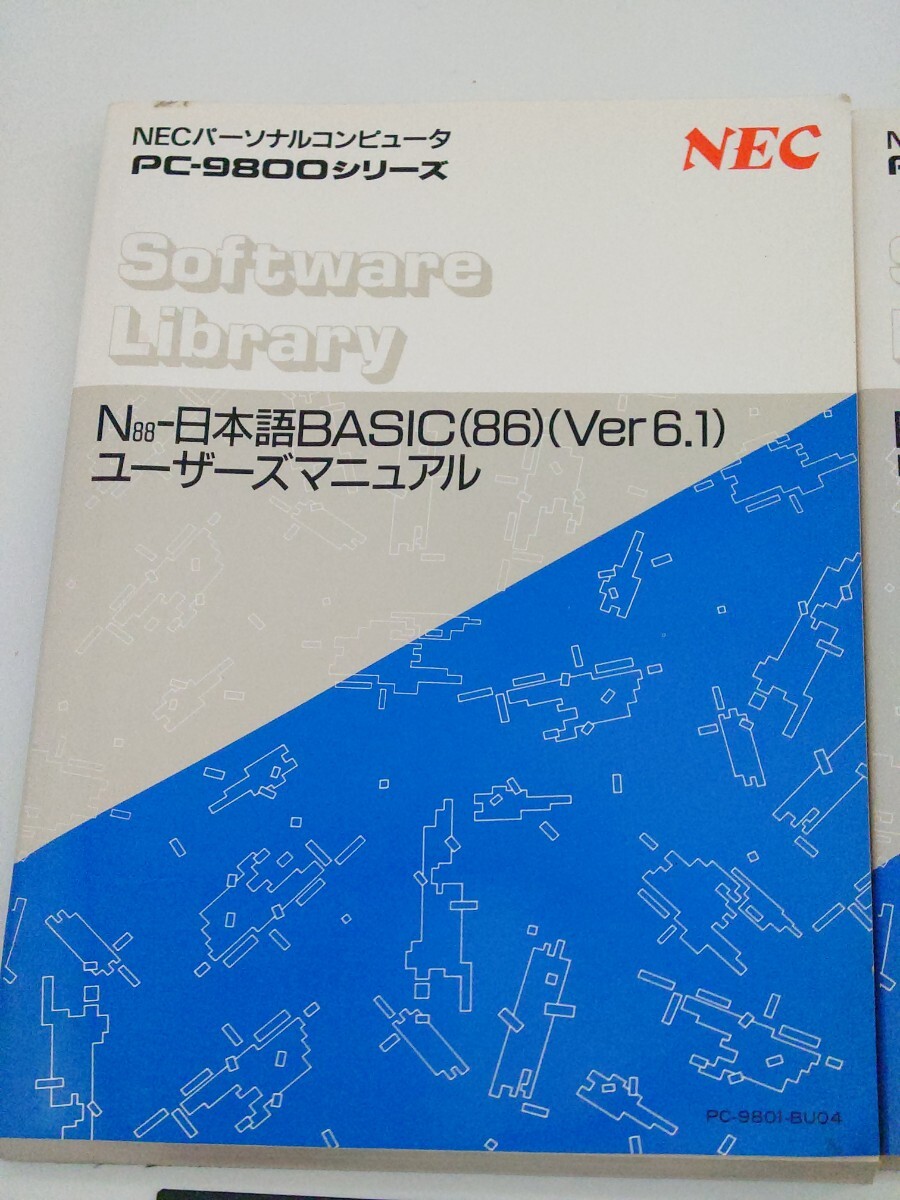 NECパーソナルコンピュータ
PC-9800シリーズ
NEC
Software
Library
N88-日本語BASIC(86)(Ver6.1)
ユーザーズマニュアル
PC-9801-BU04